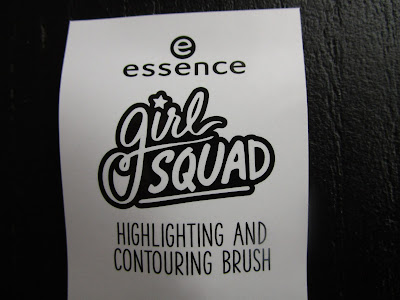 e
essence
girl
SQUAD
HIGHLIGHTING AND
CONTOURING BRUSH